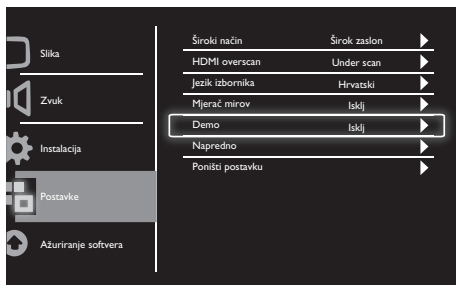 Slika
Zvuk
Instalacija
Postavke
Ažuriranje softvera
Široki način Širok zaslon
HDMI overscan Under scan
Jezik izbornika Hrvatski
Mjerač mirov Isklj
Demo Isklj
Napredno
Poništi postavku